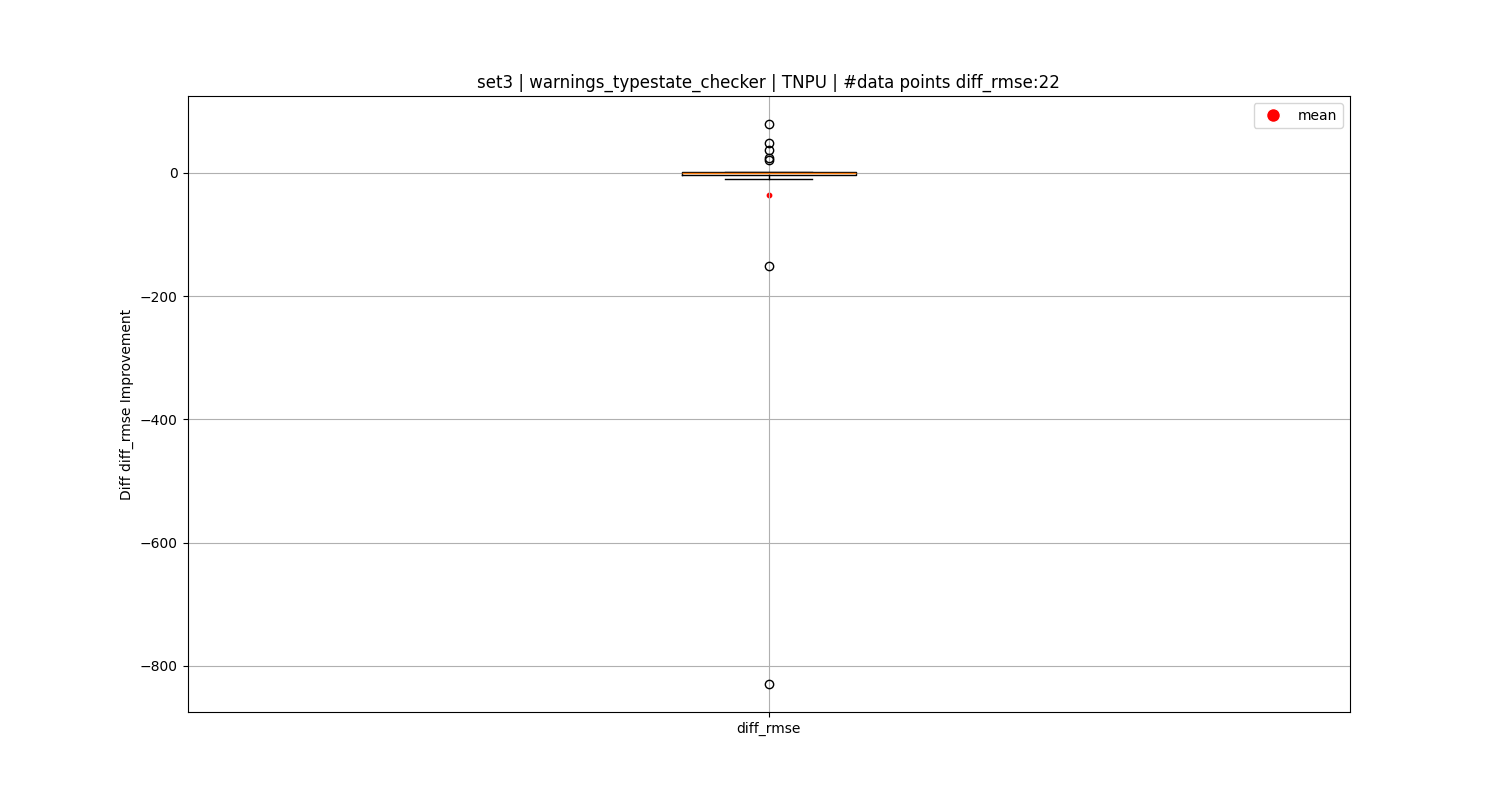 set3 | warnings_typestate_checker | TNPU | #data points diff_rmse:22
mean
0
−200
−400
−600
−800
Diff diff_rmse Improvement
diff_rmse